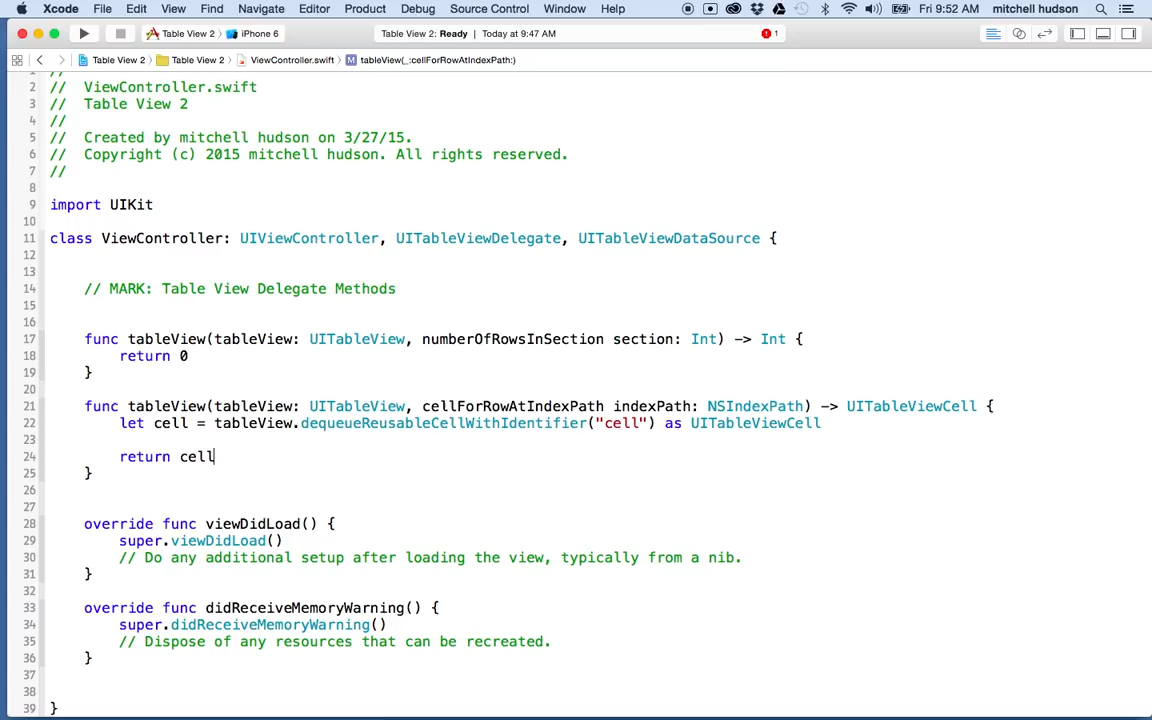 Xcode File Edit View Find Navigate Editor Product Debug Source Control Window Help Fri 9:52 AM mitchell hudson
Table View 2 〉 iPhone 6 Table View 2: Ready | Today at 9:47 AM 1
Table View 2 〉 Table View 2 〉 ViewController.swift 〉 M tableView(_:cellForRowAtIndexPath:)
1 //
2 // ViewController.swift
3 // Table View 2
4 //
5 // Created by mitchell hudson on 3/27/15.
6 // Copyright (c) 2015 mitchell hudson. All rights reserved.
7 //
8
9 import UIKit
10
11 class ViewController: UIViewController, UITableViewDelegate, UITableViewDataSource {
12
13
14 // MARK: Table View Delegate Methods
15
16
17 func tableView(tableView: UITableView, numberOfRowsInSection section: Int) -> Int {
18 return 0
19 }
20
21 func tableView(tableView: UITableView, cellForRowAtIndexPath indexPath: NSIndexPath) -> UITableViewCell {
22 let cell = tableView.dequeueReusableCellWithIdentifier("cell") as UITableViewCell
23
24 return cell
25 }
26
27
28 override func viewDidLoad() {
29 super.viewDidLoad()
30 // Do any additional setup after loading the view, typically from a nib.
31 }
32
33 override func didReceiveMemoryWarning() {
34 super.didReceiveMemoryWarning()
35 // Dispose of any resources that can be recreated.
36 }
37
38
39 }